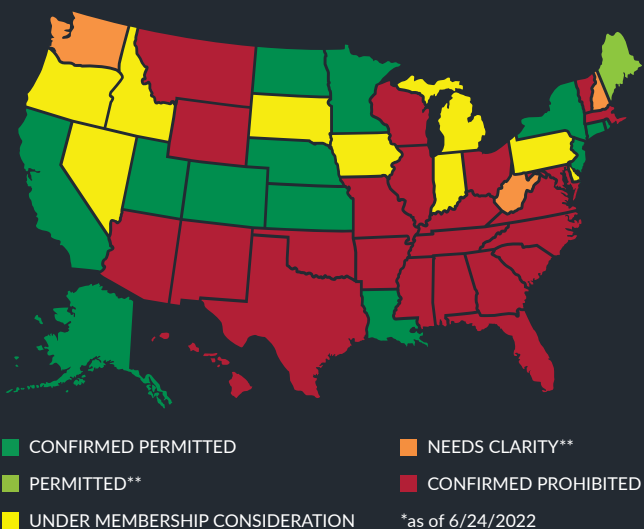 CONFIRMED PERMITTED
PERMITTED**
UNDER MEMBERSHIP CONSIDERATION
NEEDS CLARITY**
CONFIRMED PROHIBITED
*as of 6/24/2022